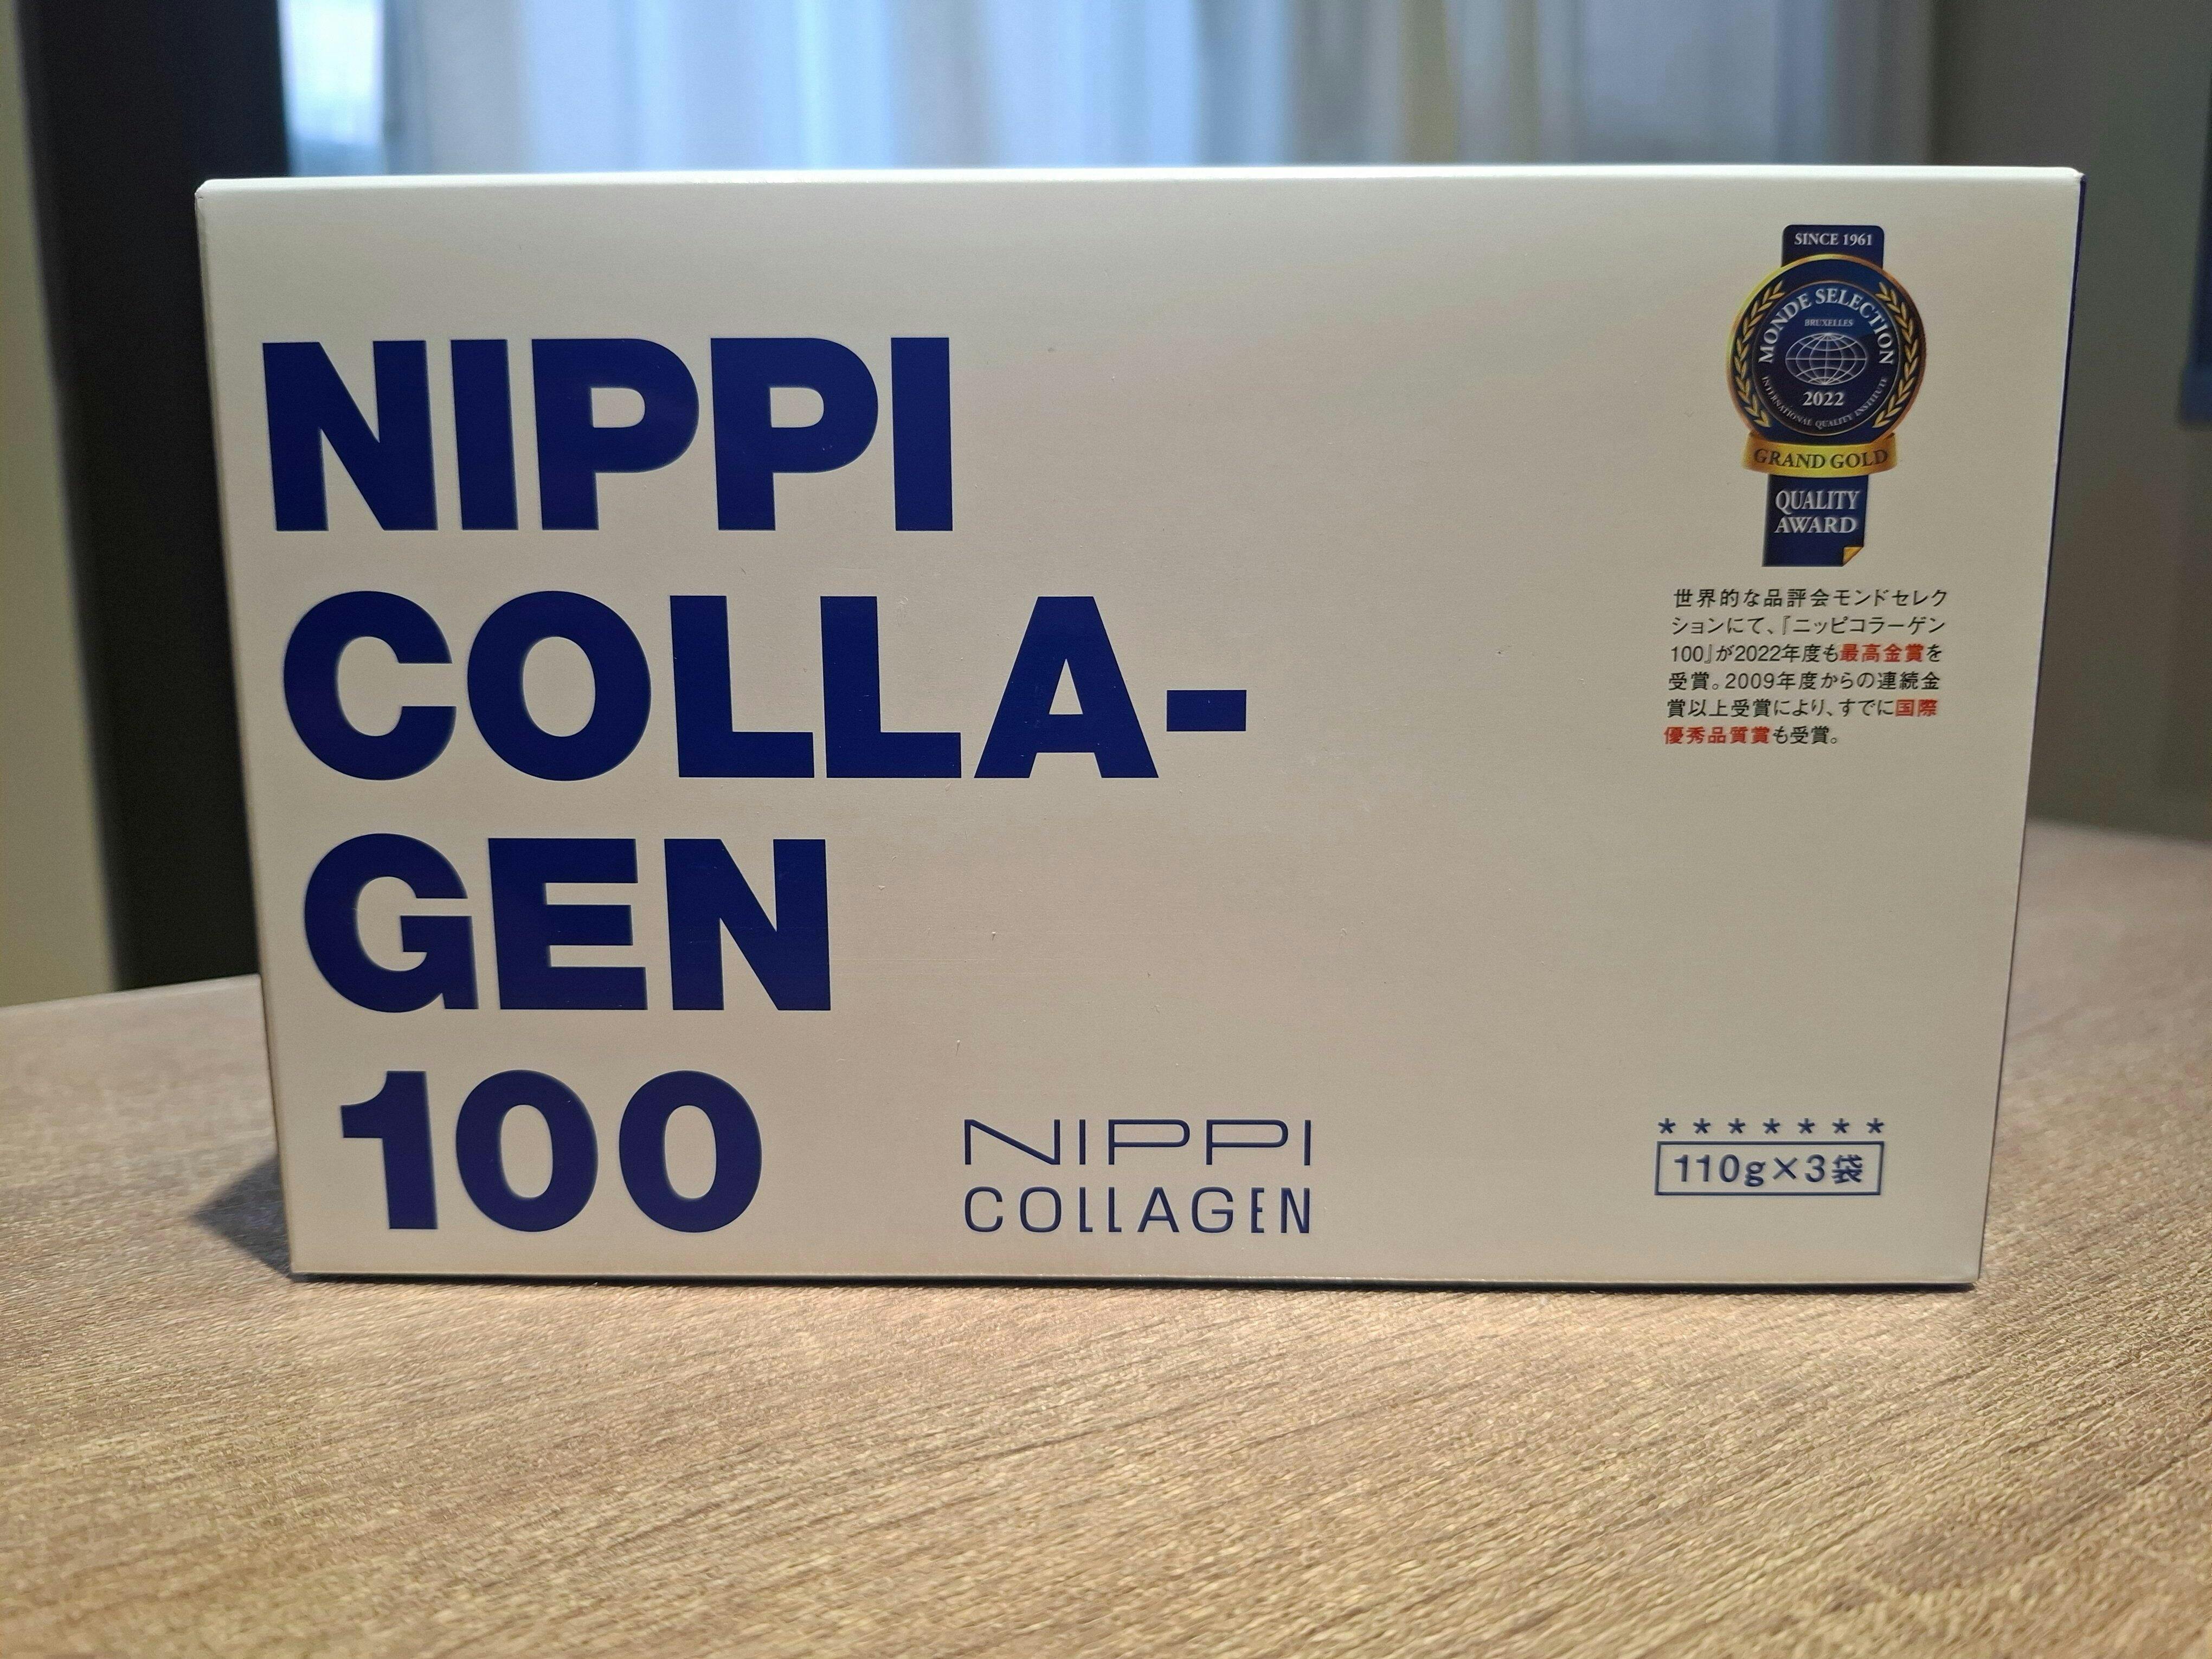 NIPPI
COLLA-
GEN
100
NIPPI
COLLAGEN
SINCE 1961
MONDE SELECTION
BRUXELLES
2022
INTERNATIONAL QUALITY INSTITUTE
GRAND GOLD
QUALITY
AWARD
世界的な品評会モンドセレク
ションにて、『ニッピコラーゲン
100』が2022年度も最高金賞を
受賞。2009年度からの連続金
賞以上受賞により、すでに国際
優秀品質賞も受賞。
*******
110g×3袋